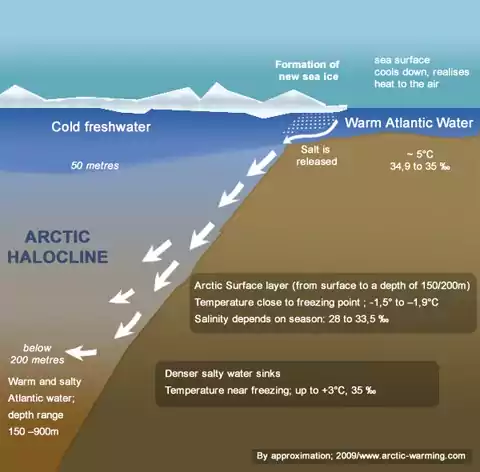 Formation of
new sea ice
sea surface
cools down, realises
heat to the air
Cold freshwater
Warm Atlantic Water
Salt is
released
50 metres
~ 5°C
34,9 to 35 ‰
ARCTIC
HALOCLINE
Arctic Surface layer (from surface to a depth of 150/200m)
Temperature close to freezing point ; -1,5° to –1,9°C
Salinity depends on season: 28 to 33,5 ‰
below
200 metres
Warm and salty
Atlantic water;
depth range
150 –900m
Denser salty water sinks
Temperature near freezing; up to +3°C, 35 ‰
By approximation; 2009/www.arctic-warming.com